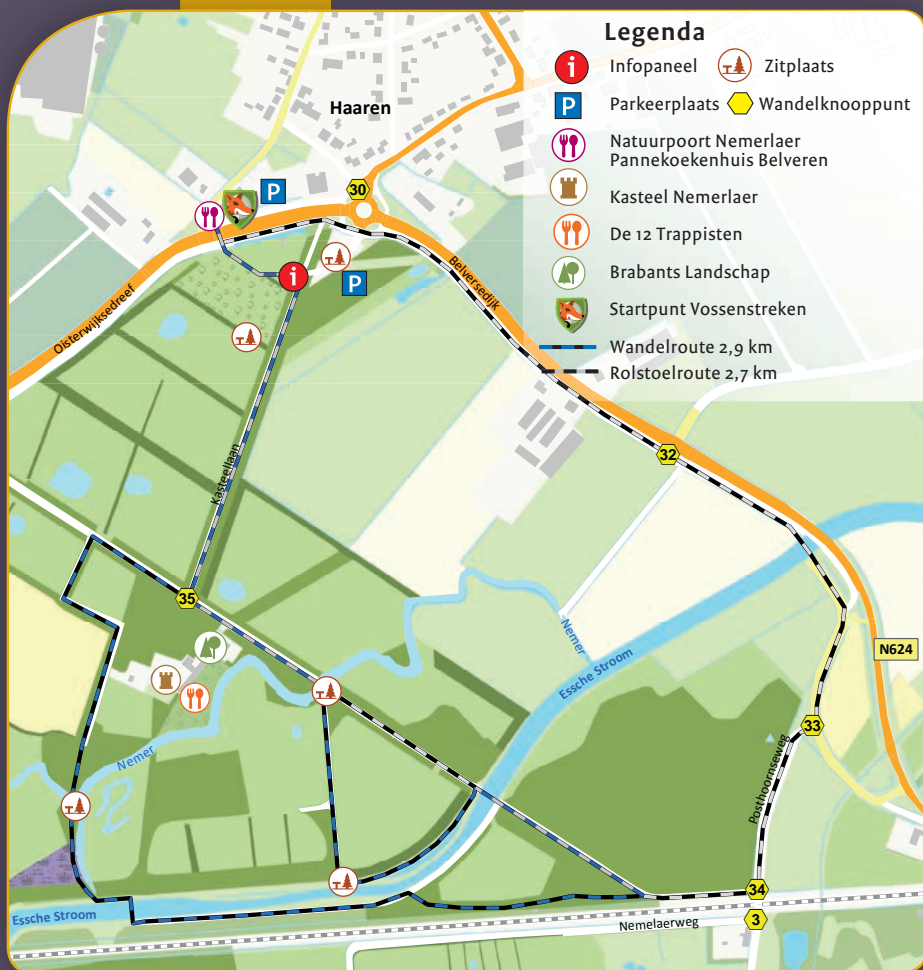 Legenda
i Infopaneel
Zitplaats
P Parkeerplaats
Wandelknooppunt
Natuurpoort Nemerlaer
Pannekoekenhuis Belveren
Kasteel Nemerlaer
De 12 Trappisten
Brabants Landschap
Startpunt Vossenstreken
Wandelroute 2,9 km
Rolstoelroute 2,7 km
Haaren
30
P
i
P
Oisterwijksedreef
Belversedijk
Kasteellaan
32
35
Nemer
Essche Stroom
N624
33
Nemer
Posthoornseweg
34
Essche Stroom
3
Nemelaerweg